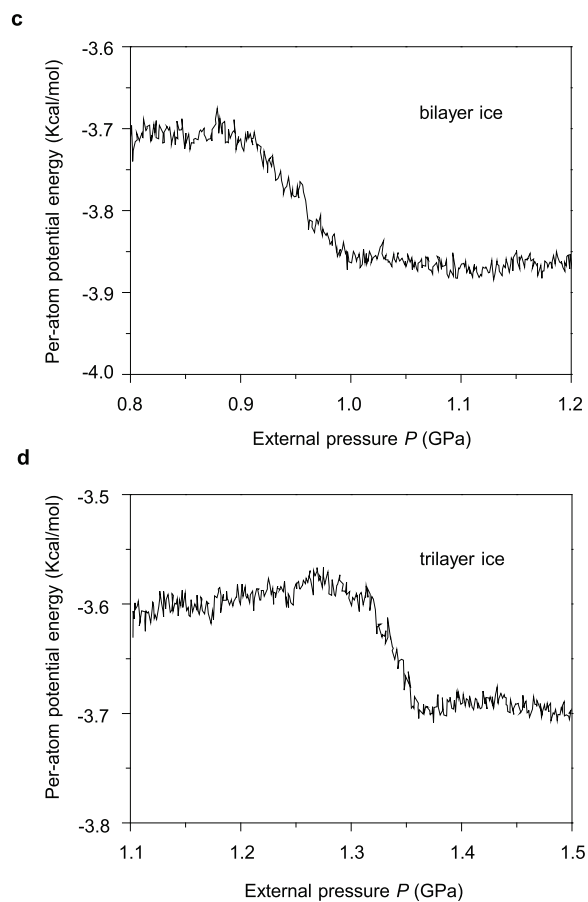 c
Per-atom potential energy (Kcal/mol)
-3.6
-3.7
-3.8
-3.9
-4.0
bilayer ice
0.8 0.9 1.0 1.1 1.2
External pressure P (GPa)
d
Per-atom potential energy (Kcal/mol)
-3.5
-3.6
-3.7
-3.8
trilayer ice
1.1 1.2 1.3 1.4 1.5
External pressure P (GPa)